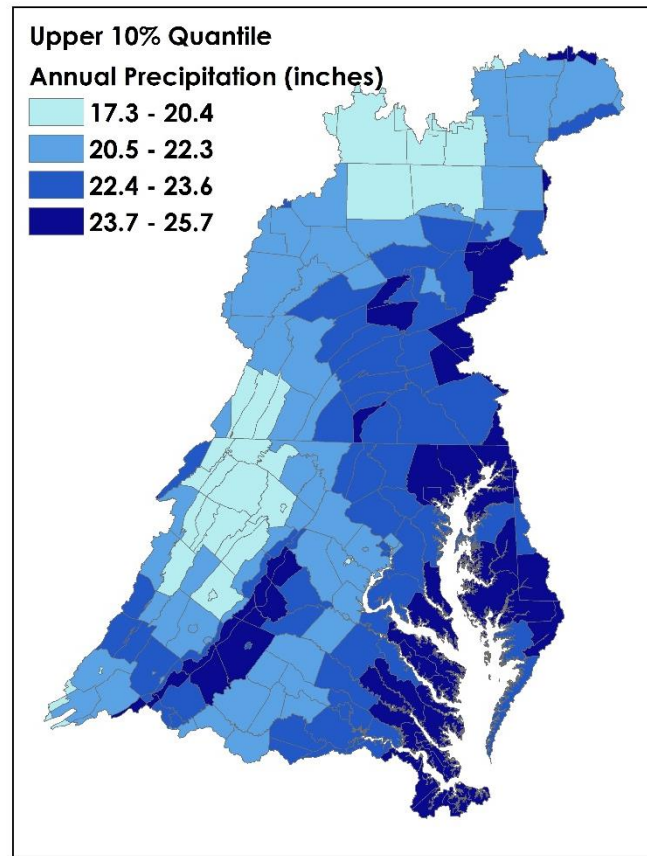 Upper 10% Quantile
Annual Precipitation (inches)
17.3 - 20.4
20.5 - 22.3
22.4 - 23.6
23.7 - 25.7